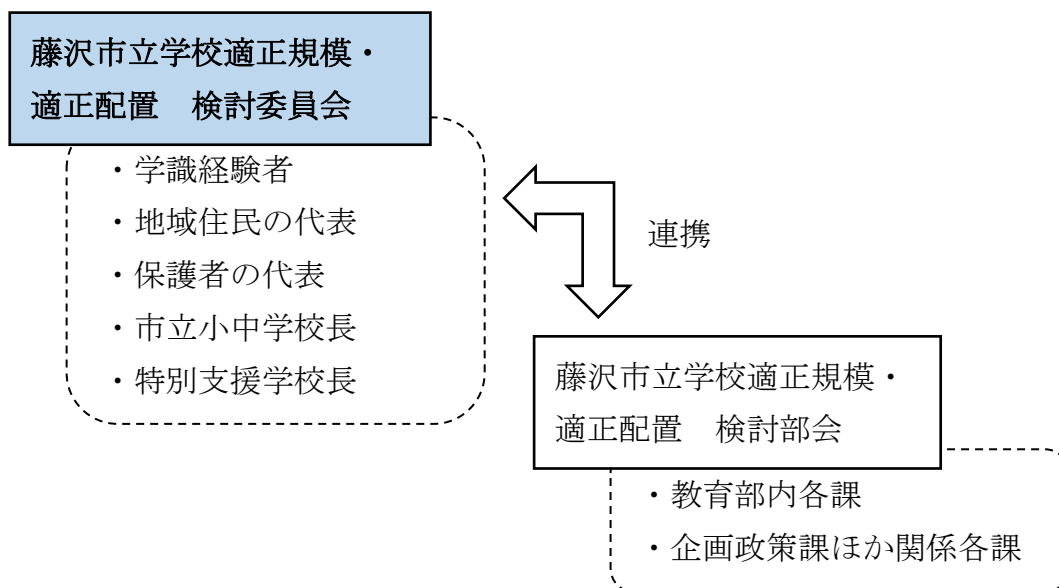 藤沢市立学校適正規模・
適正配置　検討委員会
・学識経験者
・地域住民の代表
・保護者の代表
・市立小中学校長
・特別支援学校長
連携
藤沢市立学校適正規模・
適正配置　検討部会
・教育部内各課
・企画政策課ほか関係各課